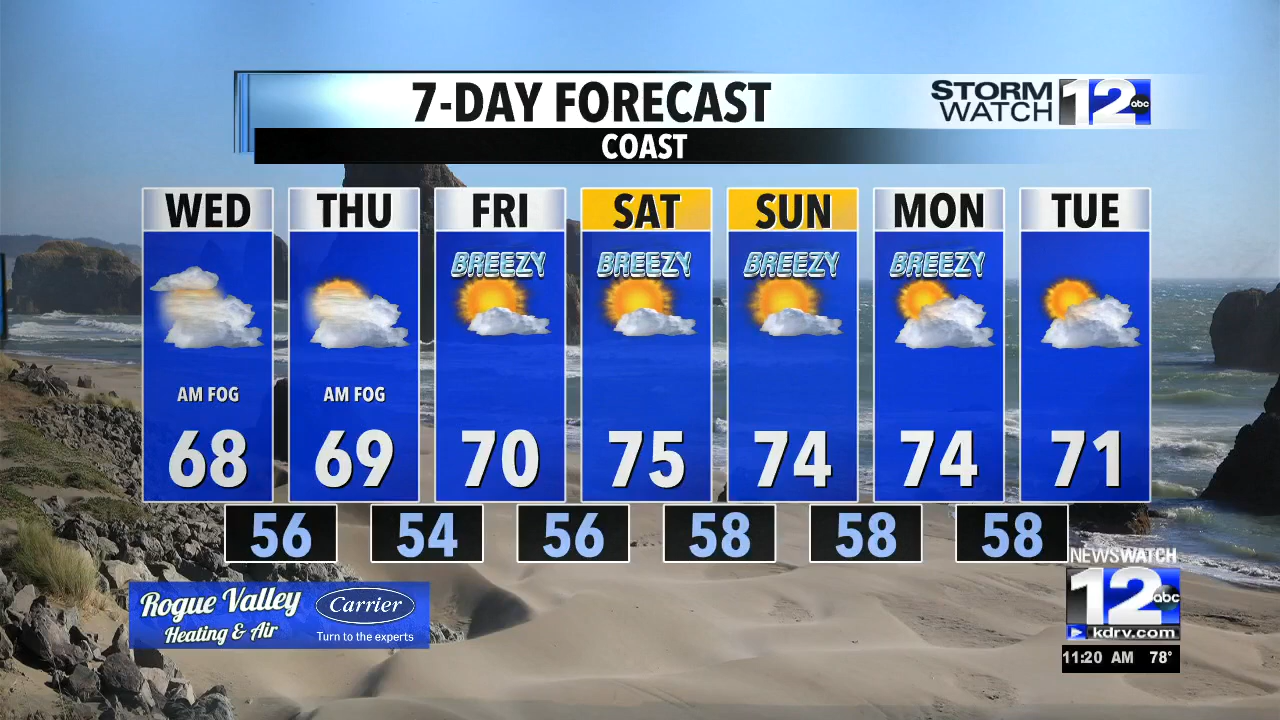 7-DAY FORECAST
STORM
WATCH
12
abc
COAST
WED THU FRI SAT SUN MON TUE
BREEZY BREEZY BREEZY BREEZY
AM FOG AM FOG
68 69 70 75 74 74 71
56 54 56 58 58 58
NEWSWATCH
12
abc
kdrv.com
11:20 AM 78°
Rogue Valley
Heating & Air
Carrier
Turn to the experts